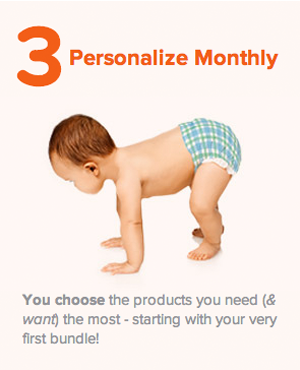 3 Personalize Monthly
You choose the products you need (&
want) the most - starting with your very
first bundle!